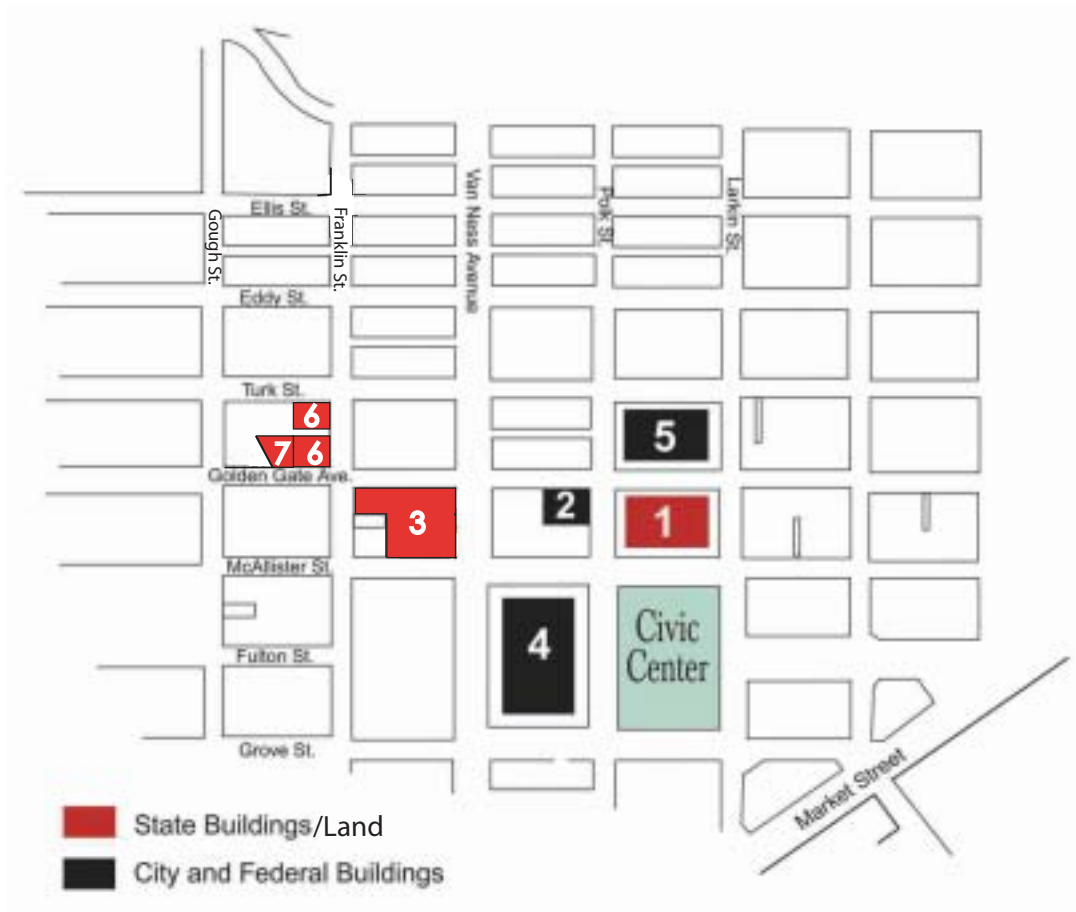 Ellis St.
Gough St.
Franklin St.
Van Ness Avenue
Polk St.
Larkin St.
Eddy St.
Turk St.
6
7
6
5
Golden Gate Ave.
3
2
1
McAllister St.
4
Civic
Center
Fulton St.
Grove St.
Market Street
State Buildings/Land
City and Federal Buildings